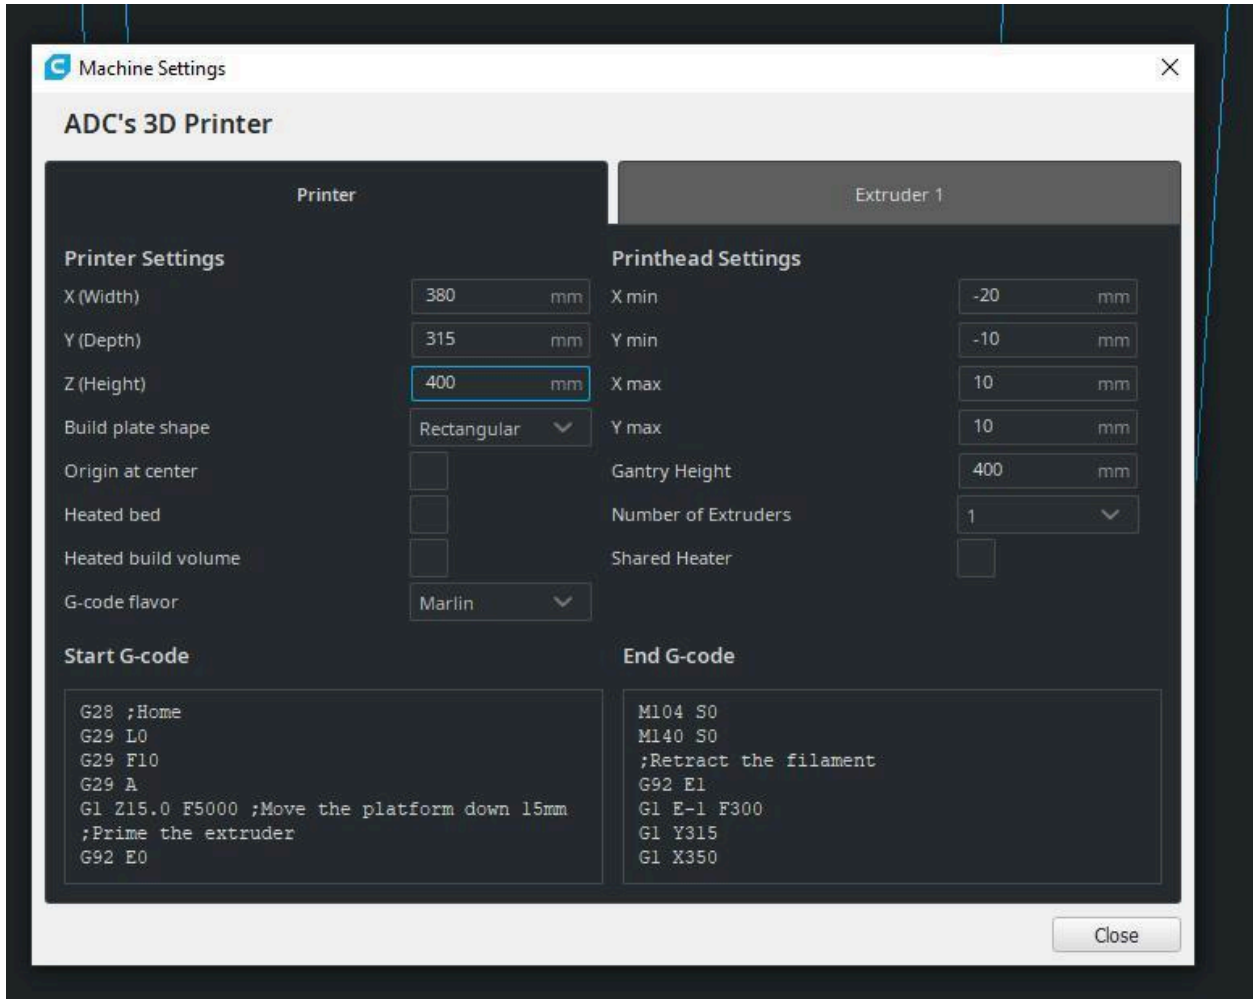 Machine Settings
ADC's 3D Printer
Printer
Extruder 1
Printer Settings
X (Width) 380 mm
Y (Depth) 315 mm
Z (Height) 400 mm
Build plate shape Rectangular
Origin at center
Heated bed
Heated build volume
G-code flavor Marlin
Printhead Settings
X min -20 mm
Y min -10 mm
X max 10 mm
Y max 10 mm
Gantry Height 400 mm
Number of Extruders 1
Shared Heater
Start G-code
G28 ;Home
G29 L0
G29 F10
G29 A
G1 Z15.0 F5000 ;Move the platform down 15mm
;Prime the extruder
G92 E0
End G-code
M104 S0
M140 S0
;Retract the filament
G92 E1
G1 E-1 F300
G1 Y315
G1 X350
Close